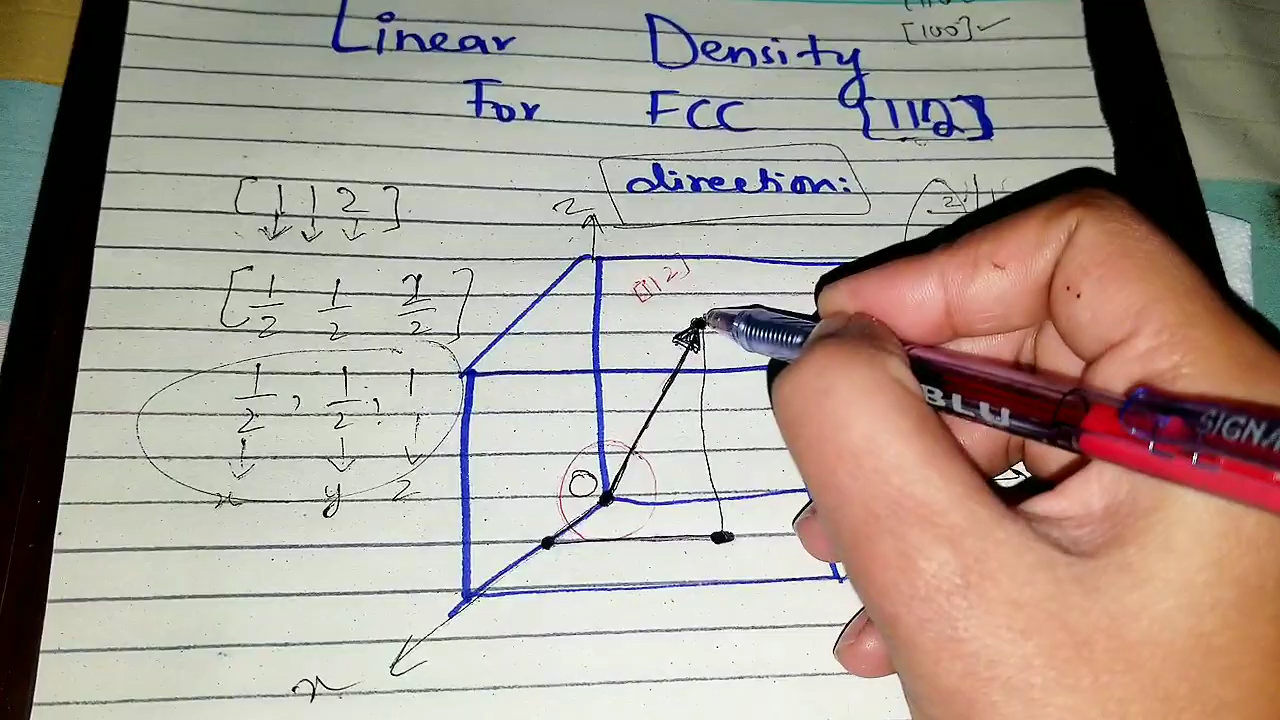 [100]✓
Linear Density
For FCC [112]
direction:
[1 1 2]
z
[112]
[1/2 1/2 2/2]
1/2, 1/2, 1
x y z
O
x
BLU
SIGNA